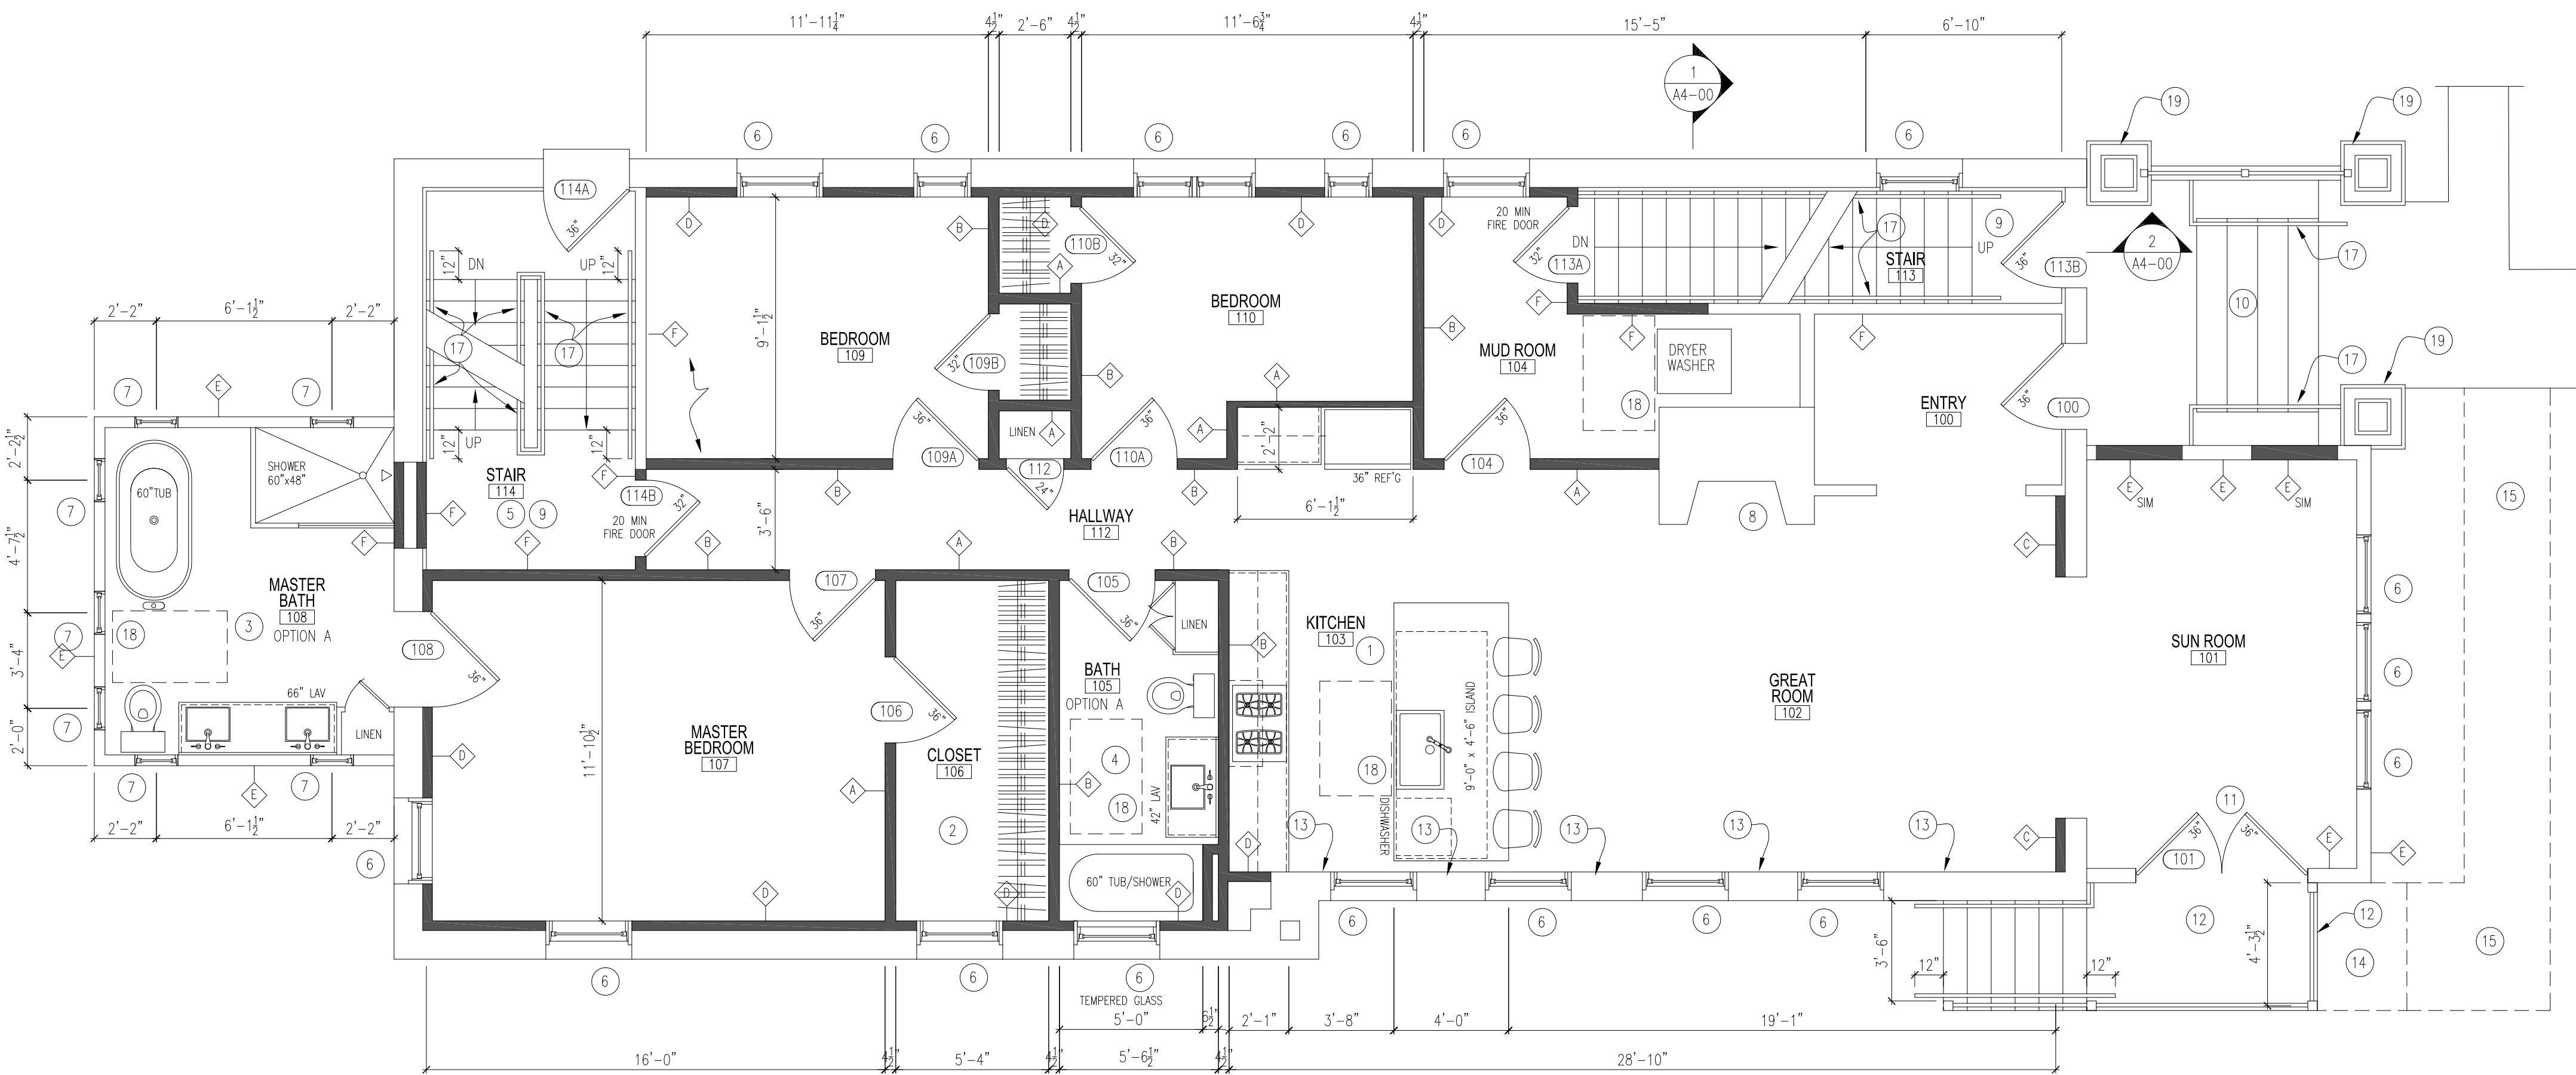 11'-11¼"
4½"
2'-6"
4½"
11'-6¾"
4½"
15'-5"
6'-10"
1
A4-00
19
19
6
6
6
6
6
6
114A
36"
D
B
D
110B
32"
A
D
D
20 MIN
FIRE DOOR
DN
32"
113A
17
STAIR
113
9
UP
36"
113B
2
A4-00
17
10
12"
DN
UP
12"
2'-2"
6'-1½"
2'-2"
17
17
F
9'-1½"
BEDROOM
109
32"
109B
BEDROOM
110
B
A
B
F
MUD ROOM
104
F
DRYER
WASHER
18
F
ENTRY
100
36"
100
17
19
7
E
7
12"
UP
12"
36"
109A
LINEN
A
112
24"
36"
110A
A
2'-2"
36" REF'G
36"
104
2'-2½"
SHOWER
60"x48"
60"TUB
STAIR
114
5
9
F
F
114B
32"
20 MIN
FIRE DOOR
B
B
3'-6"
HALLWAY
112
6'-1½"
A
8
E
SIM
E
E
SIM
15
7
4'-7½"
F
F
B
A
B
C
MASTER
BATH
108
OPTION A
3
18
7
E
3'-4"
108
36"
107
36"
105
36"
LINEN
KITCHEN
103
1
B
6
SUN ROOM
101
7
2'-0"
66" LAV
LINEN
D
11'-10½"
MASTER
BEDROOM
107
106
36"
CLOSET
106
BATH
105
OPTION A
4
18
42" LAV
B
A
2
18
9'-0" x 4'-6" ISLAND
DISHWASHER
GREAT
ROOM
102
6
6
7
E
7
2'-2"
6'-1½"
2'-2"
6
D
D
60" TUB/SHOWER
D
D
13
13
13
13
13
C
11
36"
36"
101
E
E
6
6
6
TEMPERED GLASS
6
6
6
6
3'-6"
12"
12"
12
12
4'-3½"
14
15
5'-0"
6½"
2'-1"
3'-8"
4'-0"
19'-1"
16'-0"
4½"
5'-4"
4½"
5'-6½"
4½"
28'-10"